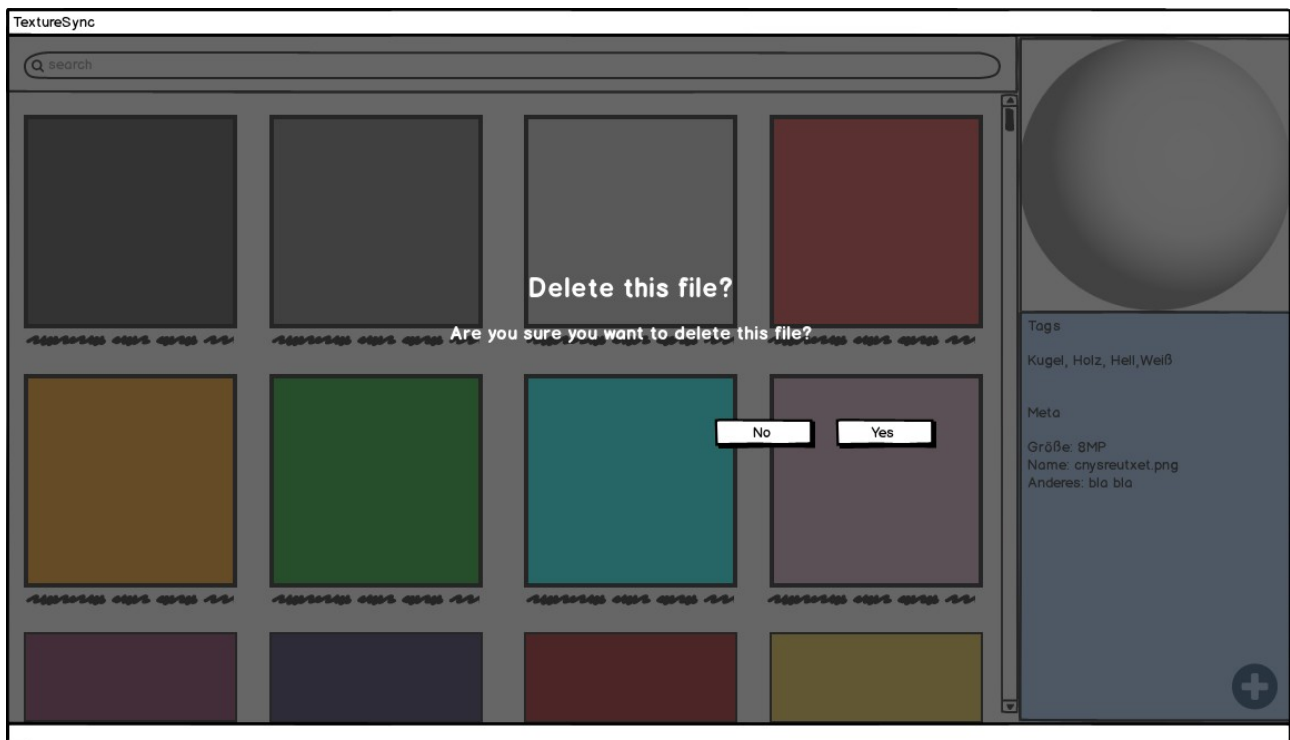 TextureSync
search
Delete this file?
Are you sure you want to delete this file?
No
Yes
Tags
Kugel, Holz, Hell,Weiß
Meta
Größe: 8MP
Name: cnysreutxet.png
Anderes: bla bla